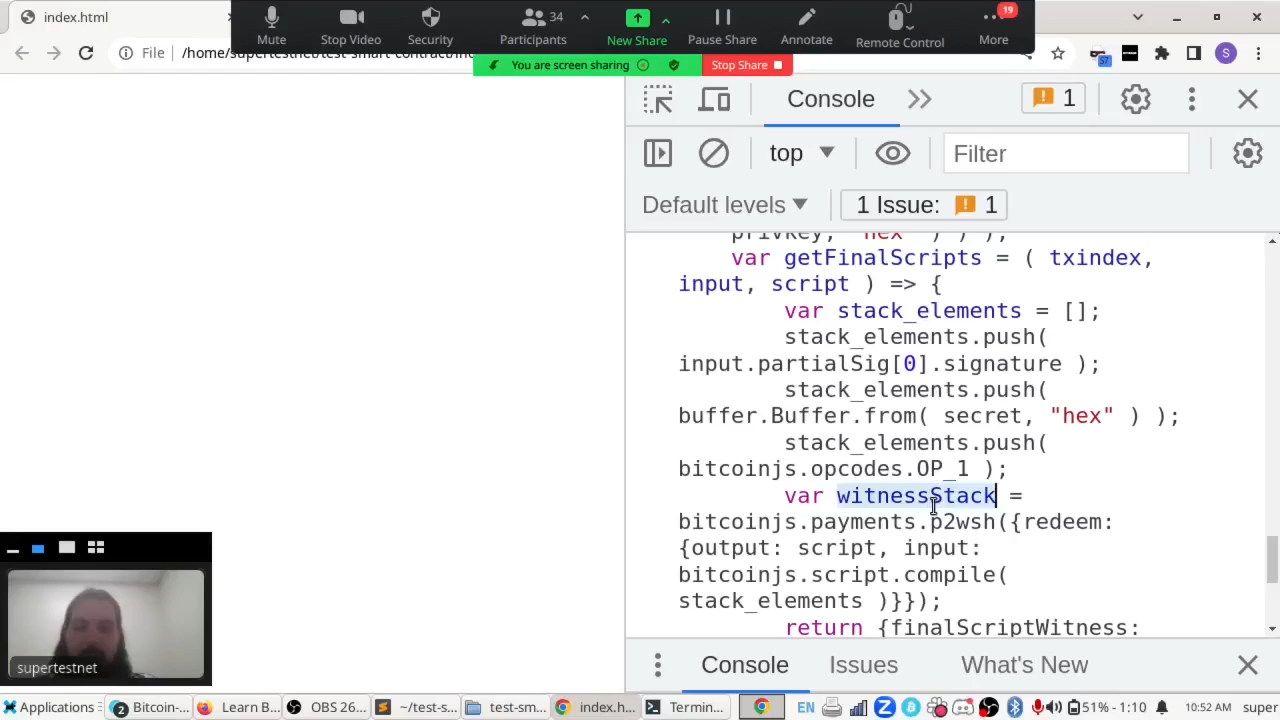 index.html
Mute
Stop Video
Security
34
Participants
New Share
Pause Share
Annotate
Remote Control
19
More
File
You are screen sharing
Stop Share
57
S
Console
1
top
Filter
Default levels
1 Issue:
1
privkey, "hex" ) ) );
var getFinalScripts = ( txindex,
input, script ) => {
var stack_elements = [];
stack_elements.push(
input.partialSig[0].signature );
stack_elements.push(
buffer.Buffer.from( secret, "hex" ) );
stack_elements.push(
bitcoinjs.opcodes.OP_1 );
var witnessStack =
bitcoinjs.payments.p2wsh({redeem:
{output: script, input:
bitcoinjs.script.compile(
stack_elements )}});
return {finalScriptWitness:
supertestnet
Console
Issues
What's New
Applications
2
Bitcoin-...
Learn B...
OBS 26...
~/test-s...
test-sm...
index.h...
Termin...
EN
51% - 1:10
10:52 AM
super